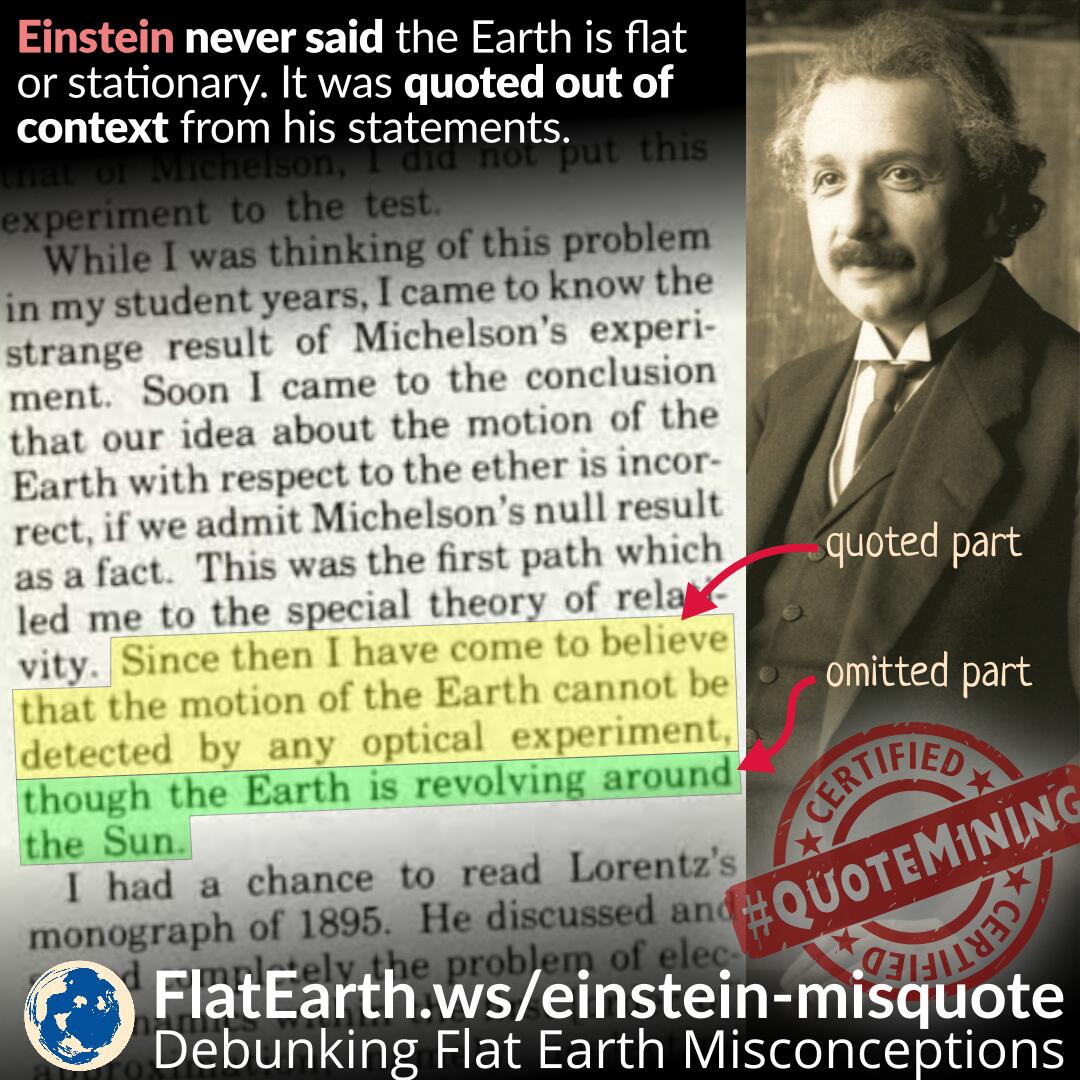 Einstein never said the Earth is flat
or stationary. It was quoted out of
context from his statements.
that of Michelson, I did not put this
experiment to the test.
While I was thinking of this problem
in my student years, I came to know the
strange result of Michelson's experi-
ment. Soon I came to the conclusion
that our idea about the motion of the
Earth with respect to the ether is incor-
rect, if we admit Michelson's null result
as a fact. This was the first path which
led me to the special theory of relati-
vity. Since then I have come to believe
that the motion of the Earth cannot be
detected by any optical experiment,
though the Earth is revolving around
the Sun.
I had a chance to read Lorentz's
monograph of 1895. He discussed and
completely the problem of elec-
quoted part
omitted part
CERTIFIED
#QUOTEMINING
CERTIFIED
FlatEarth.ws/einstein-misquote
Debunking Flat Earth Misconceptions